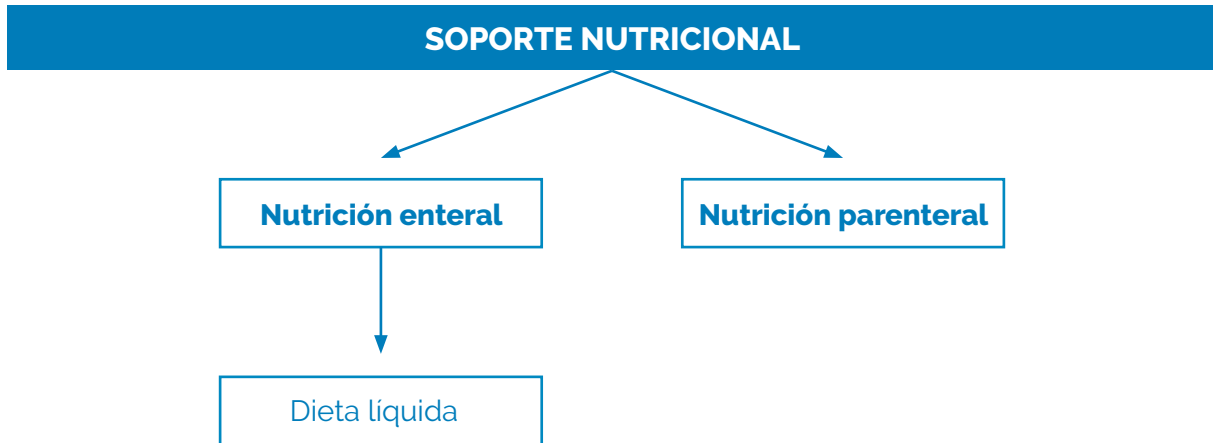 SOPORTE NUTRICIONAL
Nutrición enteral
Nutrición parenteral
Dieta líquida